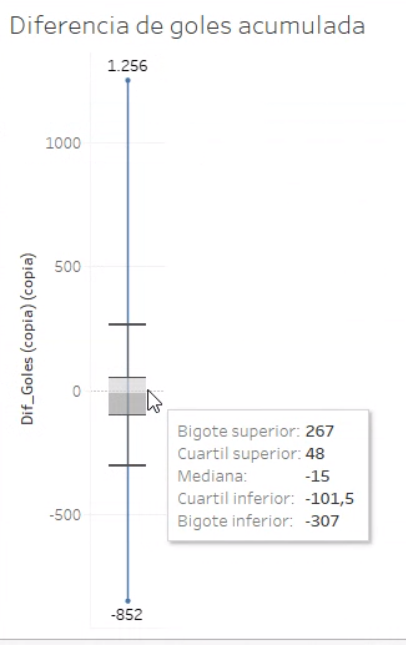 Diferencia de goles acumulada
1.256
1000
500
0
-500
-852
Dif_Goles (copia) (copia)
Bigote superior: 267
Cuartil superior: 48
Mediana: -15
Cuartil inferior: -101,5
Bigote inferior: -307